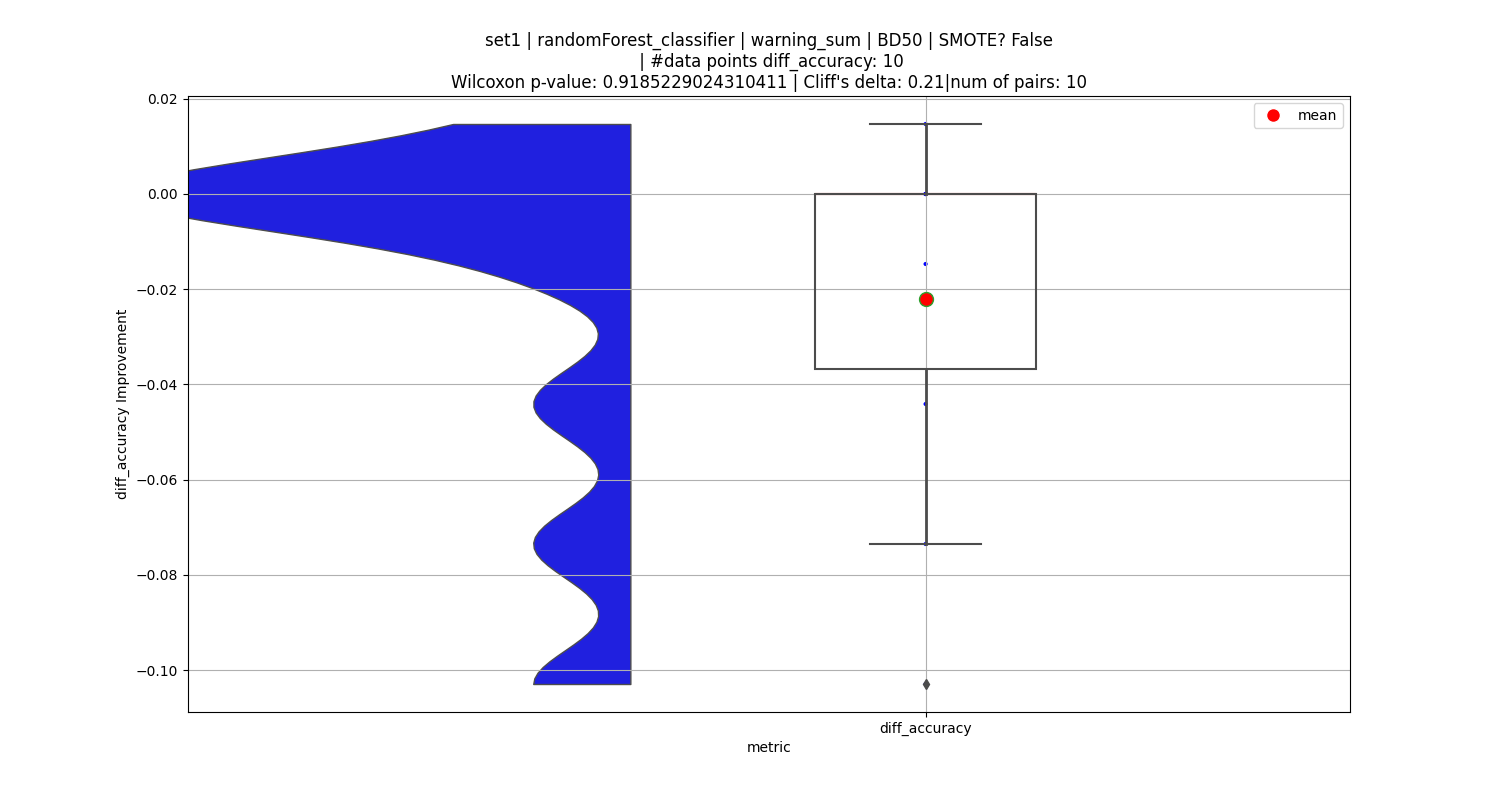 set1 | randomForest_classifier | warning_sum | BD50 | SMOTE? False
| #data points diff_accuracy: 10
Wilcoxon p-value: 0.9185229024310411 | Cliff's delta: 0.21|num of pairs: 10
mean
0.02
0.00
−0.02
−0.04
−0.06
−0.08
−0.10
diff_accuracy Improvement
diff_accuracy
metric